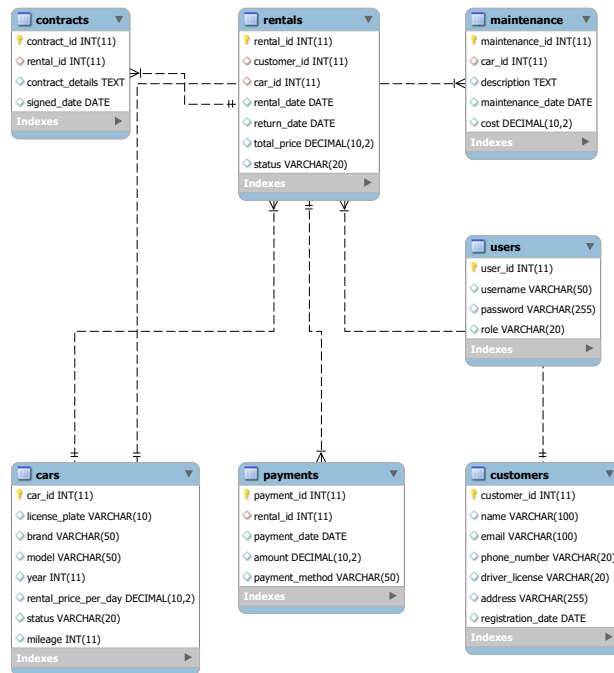 contracts
contract_id INT(11)
rental_id INT(11)
contract_details TEXT
signed_date DATE
Indexes
rentals
rental_id INT(11)
customer_id INT(11)
car_id INT(11)
rental_date DATE
return_date DATE
total_price DECIMAL(10,2)
status VARCHAR(20)
Indexes
maintenance
maintenance_id INT(11)
car_id INT(11)
description TEXT
maintenance_date DATE
cost DECIMAL(10,2)
Indexes
users
user_id INT(11)
username VARCHAR(50)
password VARCHAR(255)
role VARCHAR(20)
Indexes
cars
car_id INT(11)
license_plate VARCHAR(10)
brand VARCHAR(50)
model VARCHAR(50)
year INT(11)
rental_price_per_day DECIMAL(10,2)
status VARCHAR(20)
mileage INT(11)
Indexes
payments
payment_id INT(11)
rental_id INT(11)
payment_date DATE
amount DECIMAL(10,2)
payment_method VARCHAR(50)
Indexes
customers
customer_id INT(11)
name VARCHAR(100)
email VARCHAR(100)
phone_number VARCHAR(20)
driver_license VARCHAR(20)
address VARCHAR(255)
registration_date DATE
Indexes